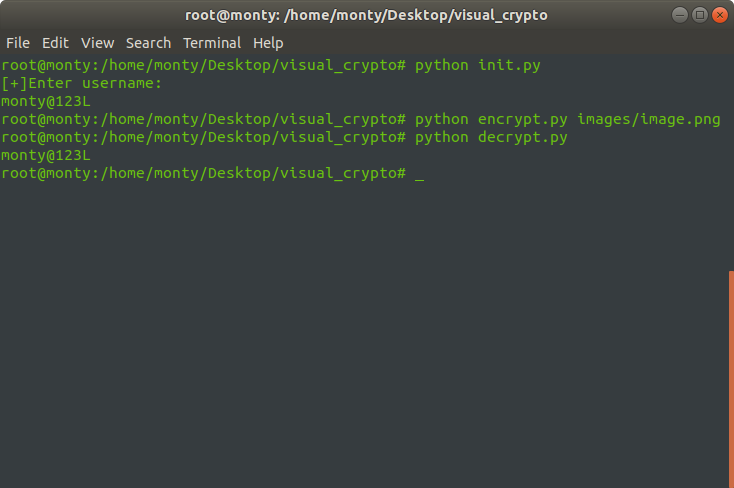 root@monty: /home/monty/Desktop/visual_crypto
File Edit View Search Terminal Help
root@monty:/home/monty/Desktop/visual_crypto# python init.py
[+]Enter username:
monty@123L
root@monty:/home/monty/Desktop/visual_crypto# python encrypt.py images/image.png
root@monty:/home/monty/Desktop/visual_crypto# python decrypt.py
monty@123L
root@monty:/home/monty/Desktop/visual_crypto# _